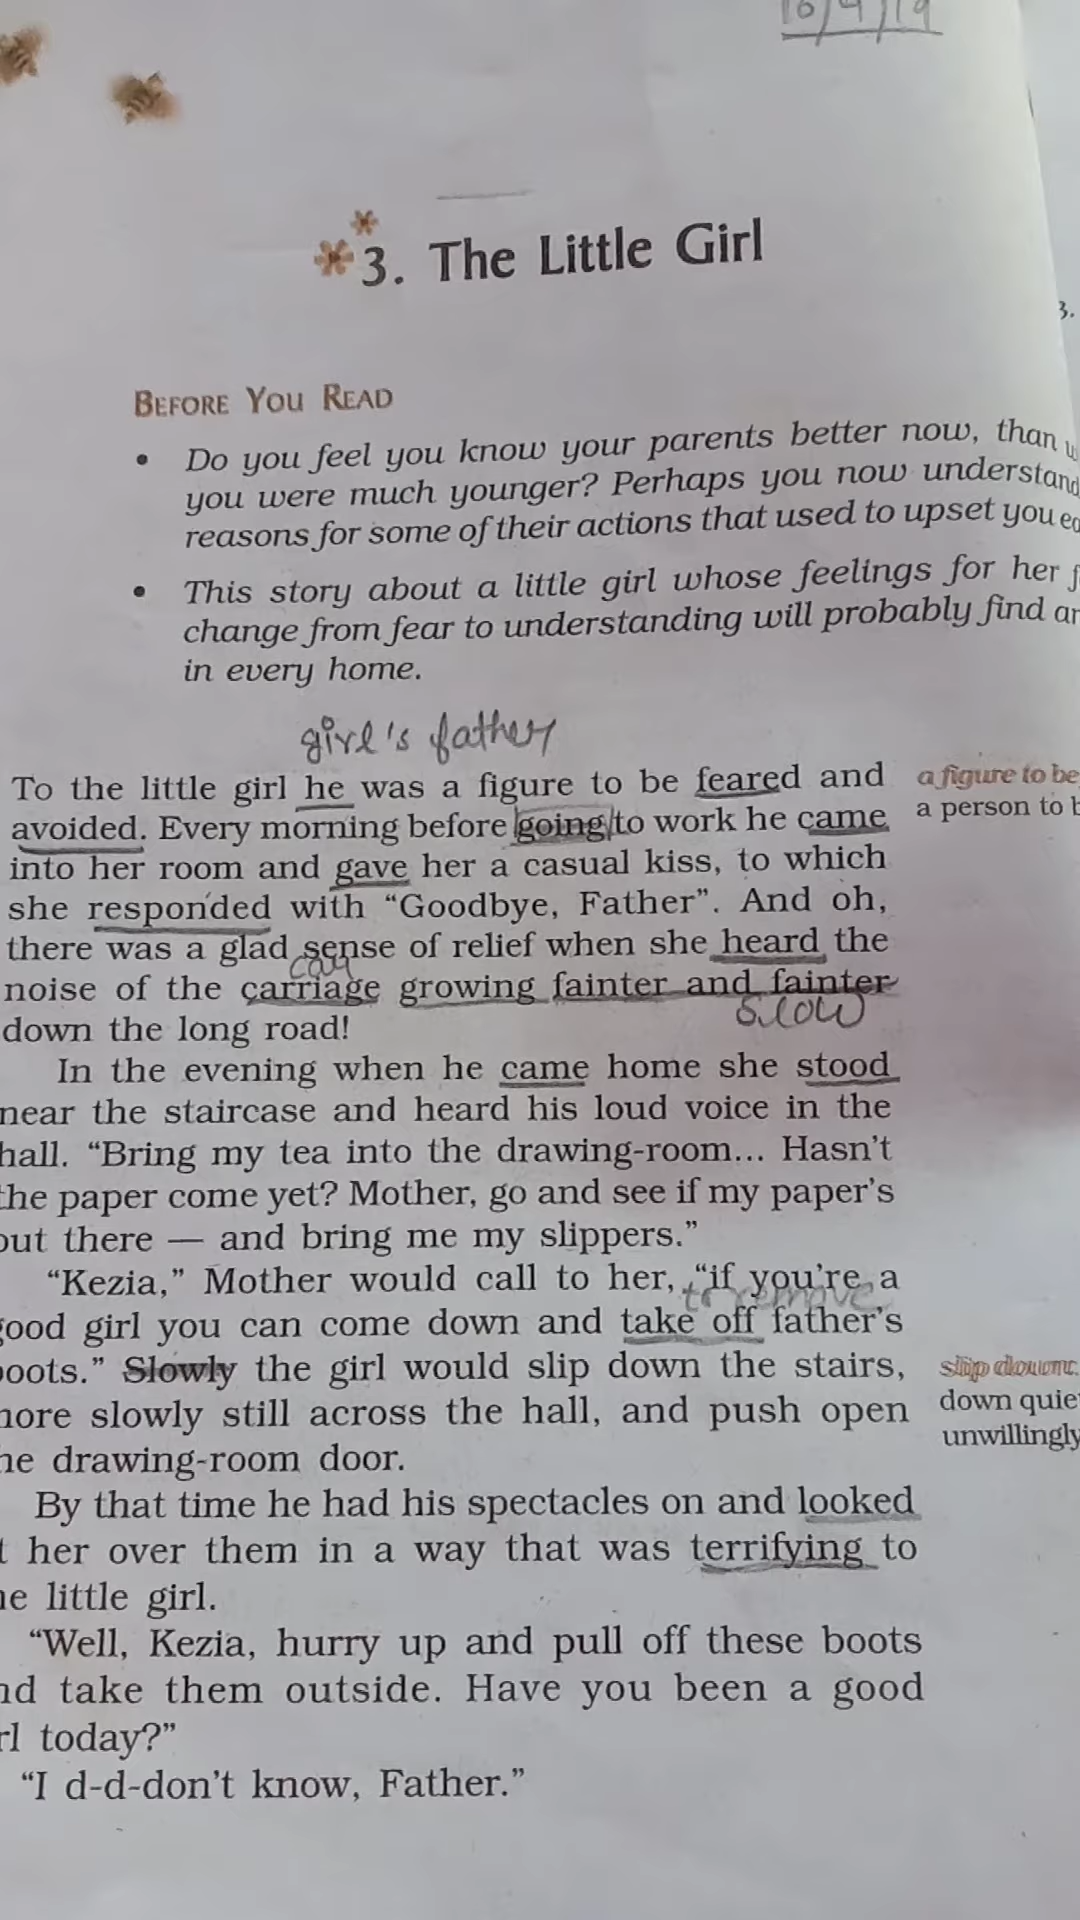 10/4/19
3. The Little Girl
3.
BEFORE YOU READ
• Do you feel you know your parents better now, than
you were much younger? Perhaps you now understand
reasons for some of their actions that used to upset you
• This story about a little girl whose feelings for her
change from fear to understanding will probably find
in every home.
girl's father
To the little girl he was a figure to be feared and
avoided. Every morning before going to work he came
into her room and gave her a casual kiss, to which
she responded with “Goodbye, Father”. And oh,
there was a glad sense of relief when she heard the
noise of the carriage growing fainter and fainter
slow
down the long road!
In the evening when he came home she stood
near the staircase and heard his loud voice in the
hall. “Bring my tea into the drawing-room... Hasn’t
the paper come yet? Mother, go and see if my paper’s
out there — and bring me my slippers.”
“Kezia,” Mother would call to her, “if you’re a
to remove
good girl you can come down and take off father’s
boots.” Slowly the girl would slip down the stairs,
more slowly still across the hall, and push open
he drawing-room door.
By that time he had his spectacles on and looked
t her over them in a way that was terrifying to
he little girl.
“Well, Kezia, hurry up and pull off these boots
nd take them outside. Have you been a good
rl today?”
“I d-d-don’t know, Father.”
a figure to be
a person to b
slip down:
down quie
unwillingly